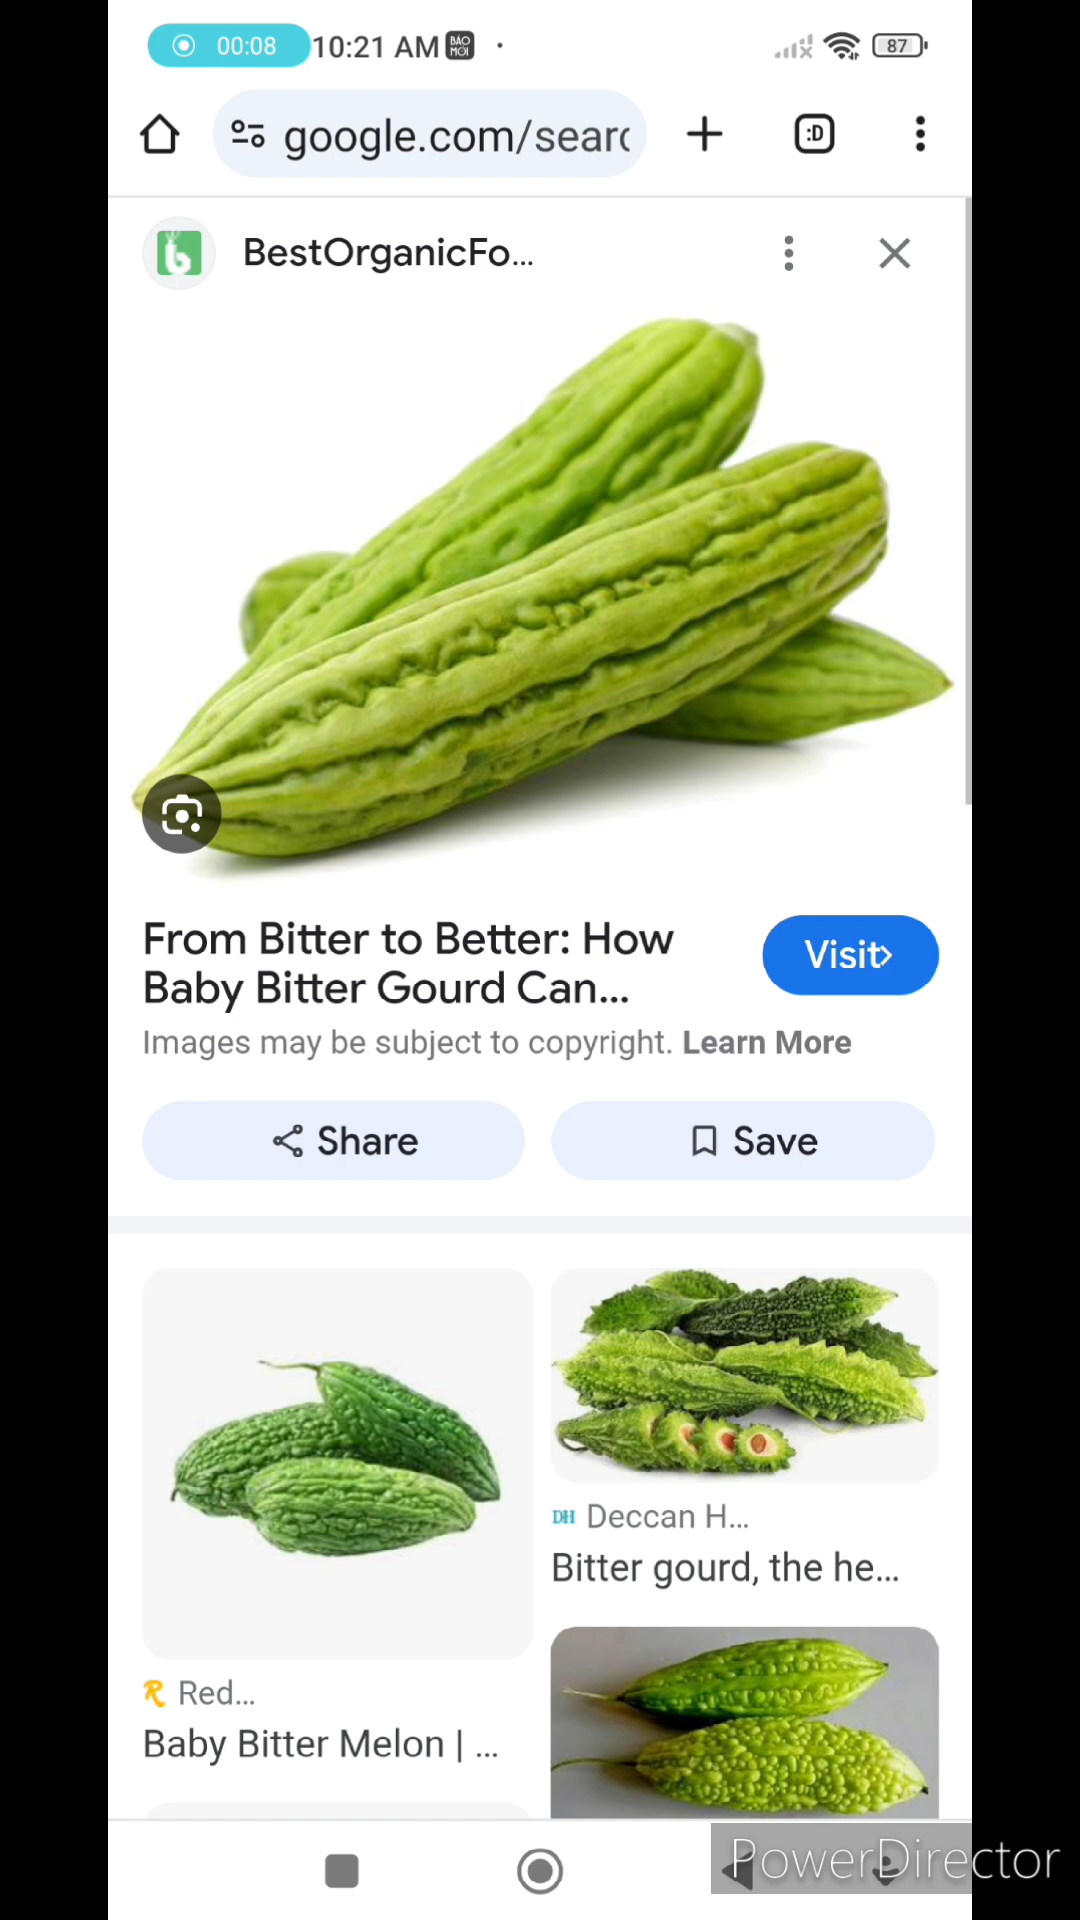 00:08 10:21 AM BÁO MỚI 87
google.com/searc
:D
BestOrganicFo...
From Bitter to Better: How
Baby Bitter Gourd Can...
Visit>
Images may be subject to copyright. Learn More
Share
Save
DH Deccan H...
Bitter gourd, the he...
R Red...
Baby Bitter Melon | ...
PowerDirector